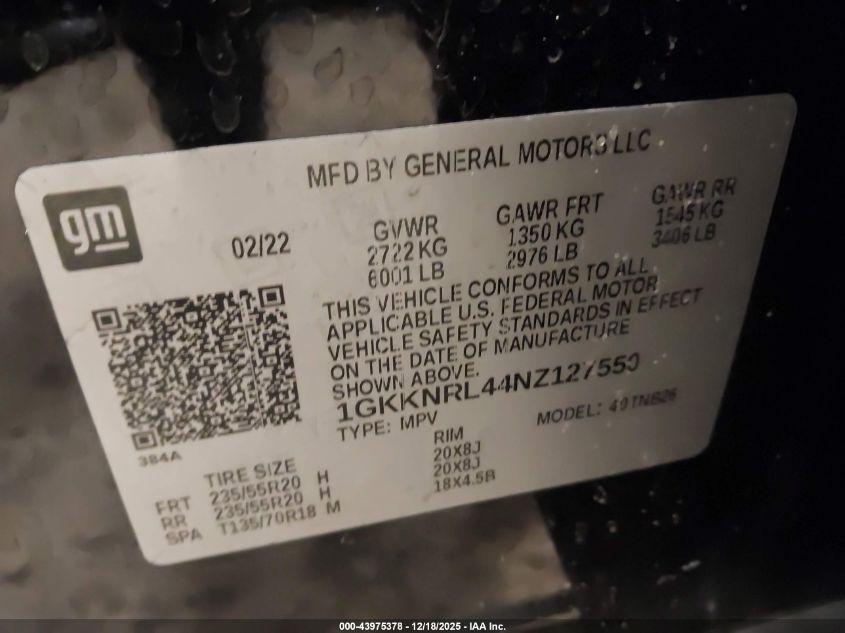 gm
MFD BY GENERAL MOTORS LLC
02/22
GVWR
2722 KG
6001 LB
GAWR FRT
1350 KG
2976 LB
GAWR RR
1545 KG
3406 LB
THIS VEHICLE CONFORMS TO ALL
APPLICABLE U.S. FEDERAL MOTOR
VEHICLE SAFETY STANDARDS IN EFFECT
ON THE DATE OF MANUFACTURE
SHOWN ABOVE.
1GKKNRL44NZ127550
TYPE: MPV MODEL:
384A
TIRE SIZE RIM
FRT 235/55R20 H 20X8J
RR 235/55R20 H 20X8J
SPA T135/70R18 M 18X4.5B
000-43975378 - 12/18/2025 - IAA Inc.